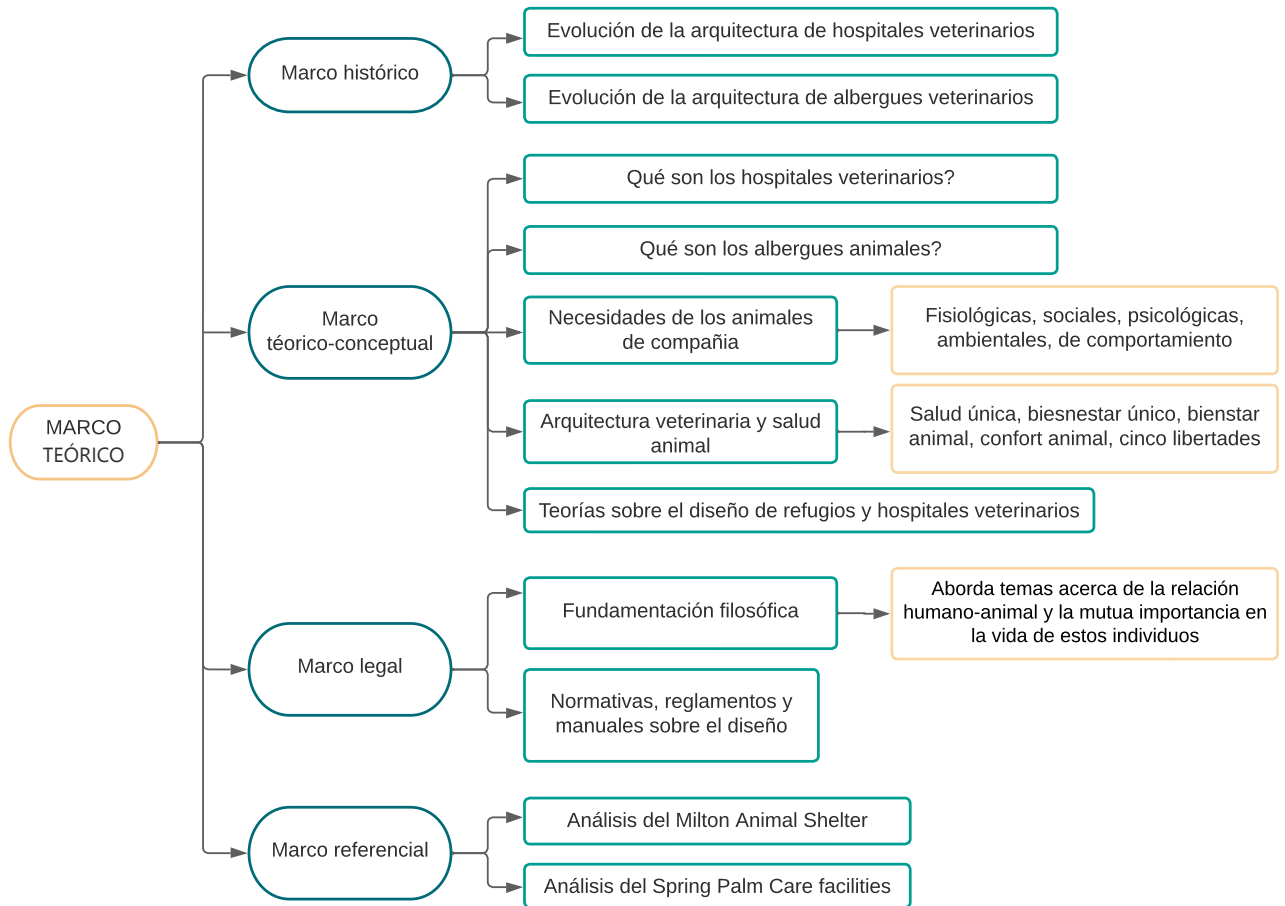 MARCO
TEÓRICO
Marco histórico
Evolución de la arquitectura de hospitales veterinarios
Evolución de la arquitectura de albergues veterinarios
Marco
téorico-conceptual
Qué son los hospitales veterinarios?
Qué son los albergues animales?
Necesidades de los animales
de compañia
Fisiológicas, sociales, psicológicas,
ambientales, de comportamiento
Arquitectura veterinaria y salud
animal
Salud única, biesnestar único, bienstar
animal, confort animal, cinco libertades
Teorías sobre el diseño de refugios y hospitales veterinarios
Marco legal
Fundamentación filosófica
Aborda temas acerca de la relación
humano-animal y la mutua importancia en
la vida de estos individuos
Normativas, reglamentos y
manuales sobre el diseño
Marco referencial
Análisis del Milton Animal Shelter
Análisis del Spring Palm Care facilities